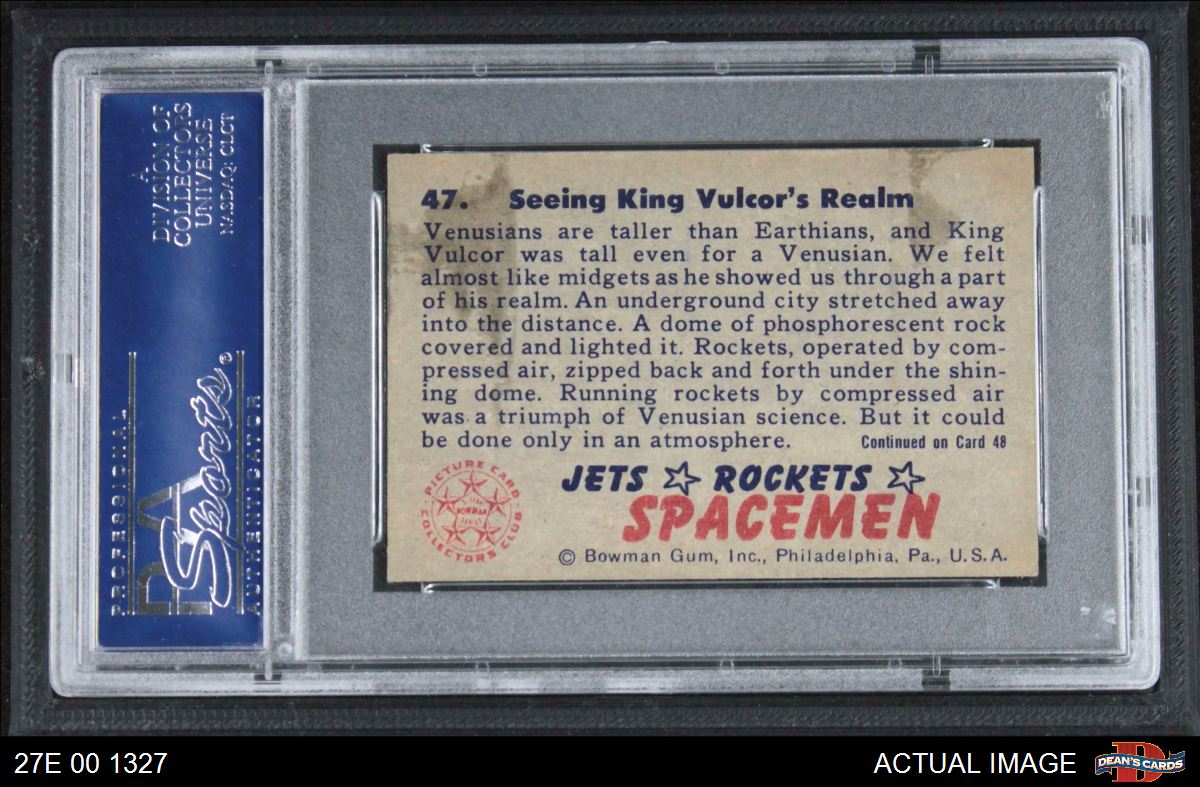 A
DIVISION OF
COLLECTORS
UNIVERSE
NASDAQ: CLCT
PROFESSIONAL
PSA
Sports®
AUTHENTICATOR
47. Seeing King Vulcor's Realm
Venusians are taller than Earthians, and King
Vulcor was tall even for a Venusian. We felt
almost like midgets as he showed us through a part
of his realm. An underground city stretched away
into the distance. A dome of phosphorescent rock
covered and lighted it. Rockets, operated by com-
pressed air, zipped back and forth under the shin-
ing dome. Running rockets by compressed air
was a triumph of Venusian science. But it could
be done only in an atmosphere. Continued on Card 48
PICTURE CARD
BOWMAN
COLLECTORS CLUB
JETS ☆ ROCKETS ☆
SPACEMEN
© Bowman Gum, Inc., Philadelphia, Pa., U.S.A.
27E 00 1327
ACTUAL IMAGE
D
DEAN'S CARDS